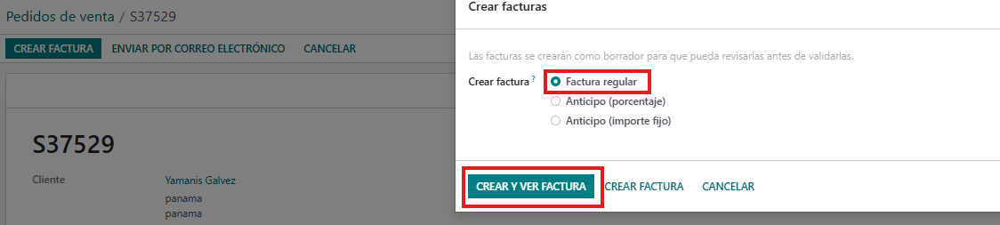 Pedidos de venta / S37529
CREAR FACTURA ENVIAR POR CORREO ELECTRÓNICO CANCELAR
S37529
Cliente Yamanis Galvez
panama
panama
Crear facturas
Las facturas se crearán como borrador para que pueda revisarlas antes de validarlas.
Crear factura ? Factura regular
Anticipo (porcentaje)
Anticipo (importe fijo)
CREAR Y VER FACTURA CREAR FACTURA CANCELAR